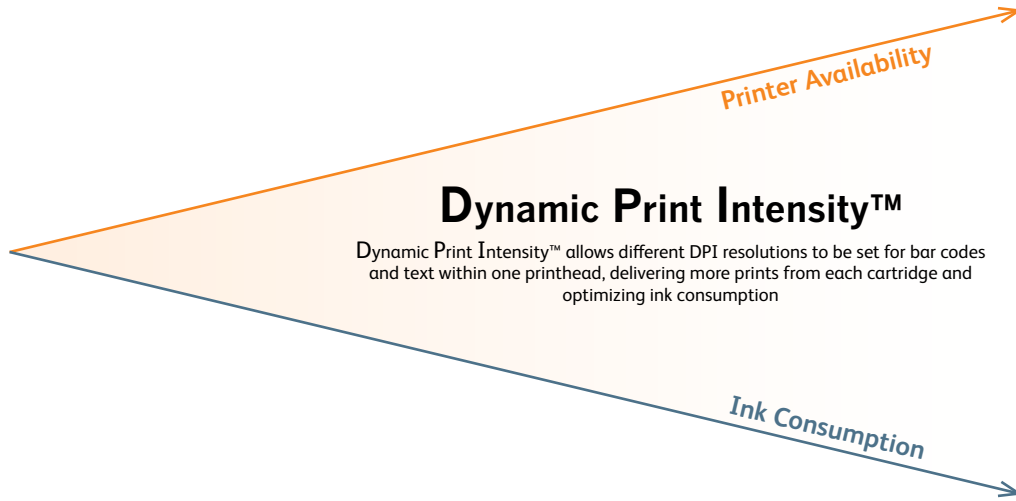 Printer Availability
Dynamic Print Intensity™
Dynamic Print Intensity™ allows different DPI resolutions to be set for bar codes
and text within one printhead, delivering more prints from each cartridge and
optimizing ink consumption
Ink Consumption